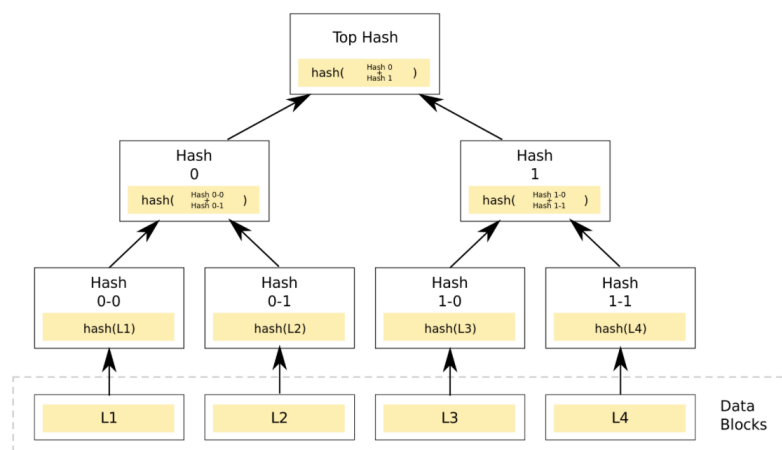 Top Hash
hash( Hash 0 + Hash 1 )
Hash
0
hash( Hash 0-0 + Hash 0-1 )
Hash
1
hash( Hash 1-0 + Hash 1-1 )
Hash
0-0
hash(L1)
Hash
0-1
hash(L2)
Hash
1-0
hash(L3)
Hash
1-1
hash(L4)
L1
L2
L3
L4
Data
Blocks